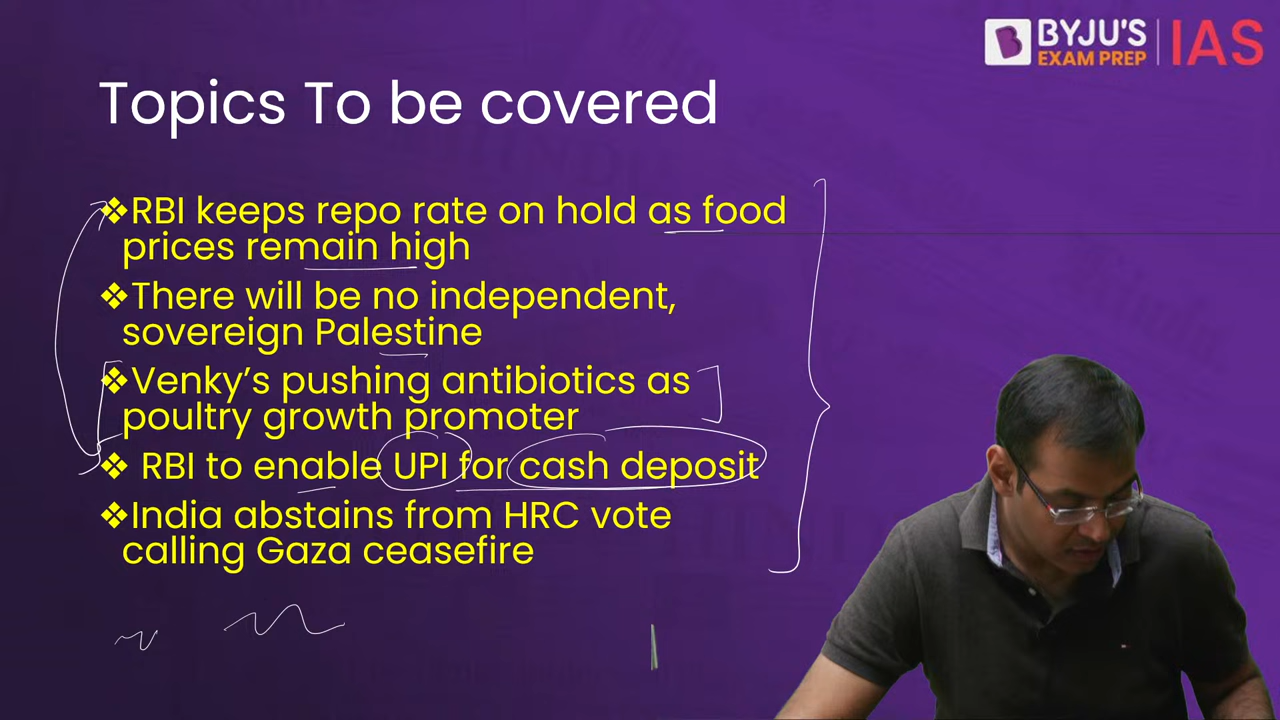 BYJU'S
EXAM PREP
IAS
Topics To be covered
❖RBI keeps repo rate on hold as food
prices remain high
❖There will be no independent,
sovereign Palestine
❖Venky's pushing antibiotics as
poultry growth promoter
❖ RBI to enable UPI for cash deposit
❖India abstains from HRC vote
calling Gaza ceasefire